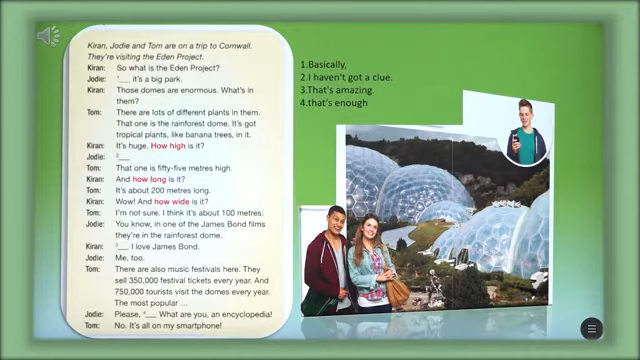 Kiran, Jodie and Tom are on a trip to Cornwall.
They're visiting the Eden Project.
Kiran: So what is the Eden Project?
Jodie: 1___ it's a big park.
Kiran: Those domes are enormous. What's in
them?
Tom: There are lots of different plants in them.
That one is the rainforest dome. It's got
tropical plants, like banana trees, in it.
Kiran: It's huge. How high is it?
Jodie: 2___
Tom: That one is fifty-five metres high.
Kiran: And how long is it?
Tom: It's about 200 metres long.
Kiran: Wow! And how wide is it?
Tom: I'm not sure. I think it's about 100 metres.
Jodie: You know, in one of the James Bond films
they're in the rainforest dome.
Kiran: 3___ I love James Bond.
Jodie: Me, too.
Tom: There are also music festivals here. They
sell 350,000 festival tickets every year. And
750,000 tourists visit the domes every year.
The most popular ...
Jodie: Please, 4___ What are you, an encyclopedia!
Tom: No. It's all on my smartphone!
1.Basically,
2.I haven't got a clue.
3.That's amazing.
4.that's enough